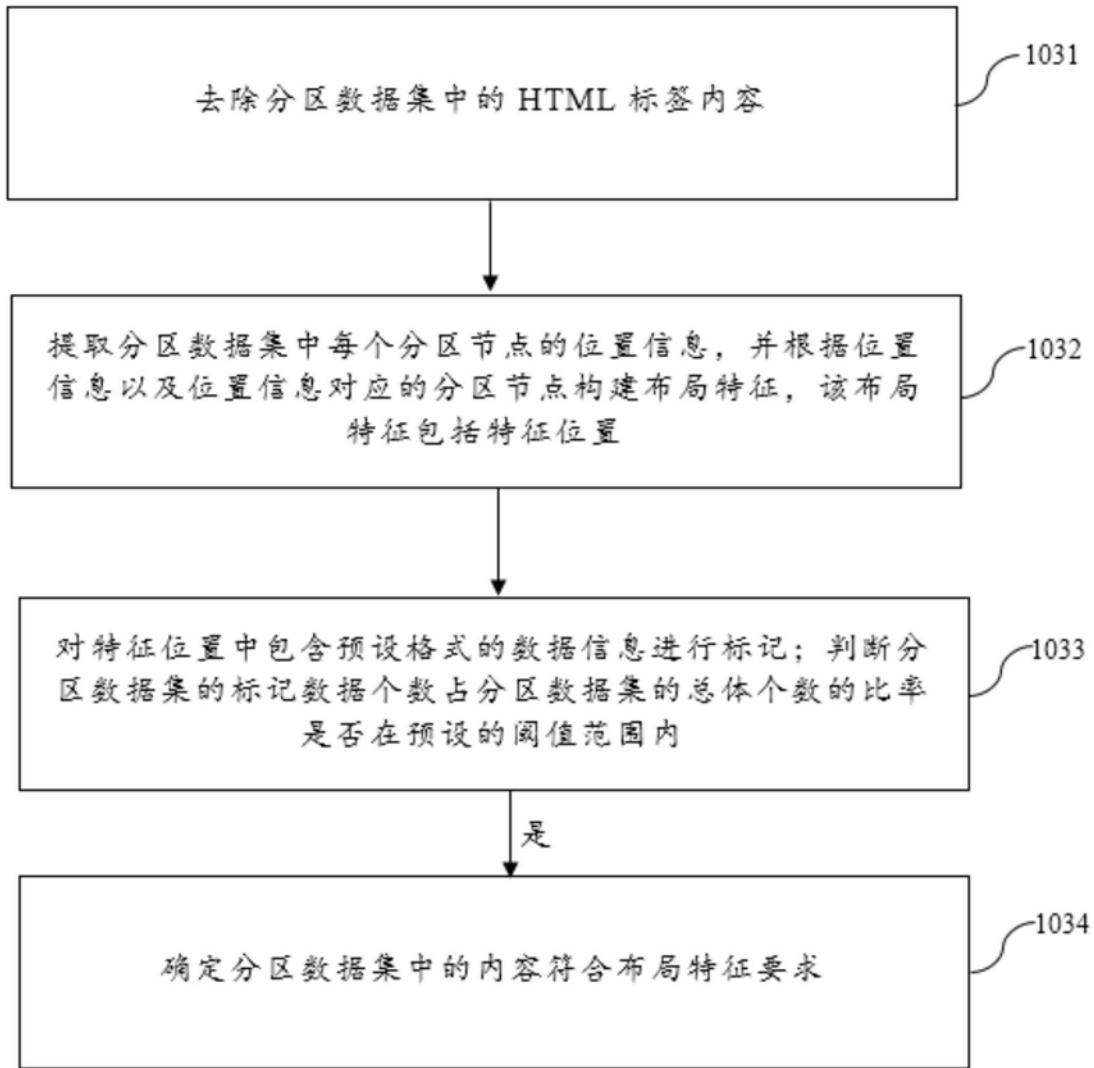 去除分区数据集中的 HTML 标签内容
1031
提取分区数据集中每个分区节点的位置信息，并根据位置
信息以及位置信息对应的分区节点构建布局特征，该布局
特征包括特征位置
1032
对特征位置中包含预设格式的数据信息进行标记；判断分
区数据集的标记数据个数占分区数据集的总体个数的比率
是否在预设的阈值范围内
1033
是
确定分区数据集中的内容符合布局特征要求
1034